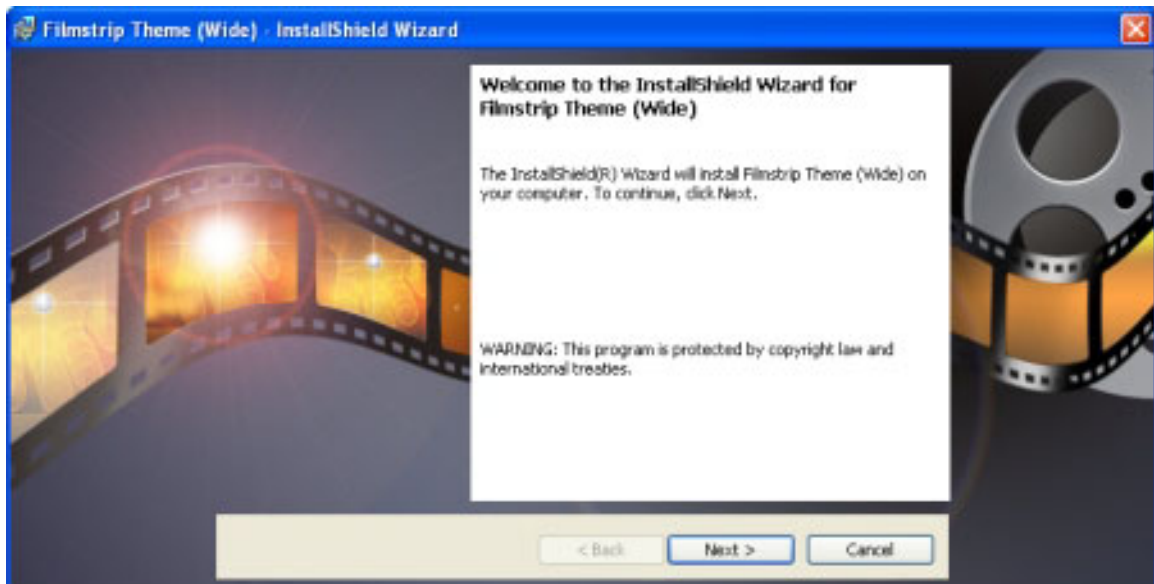 Filmstrip Theme (Wide) - InstallShield Wizard
Welcome to the InstallShield Wizard for
Filmstrip Theme (Wide)
The InstallShield(R) Wizard will install Filmstrip Theme (Wide) on
your computer. To continue, click Next.
WARNING: This program is protected by copyright law and
international treaties.
< Back
Next >
Cancel